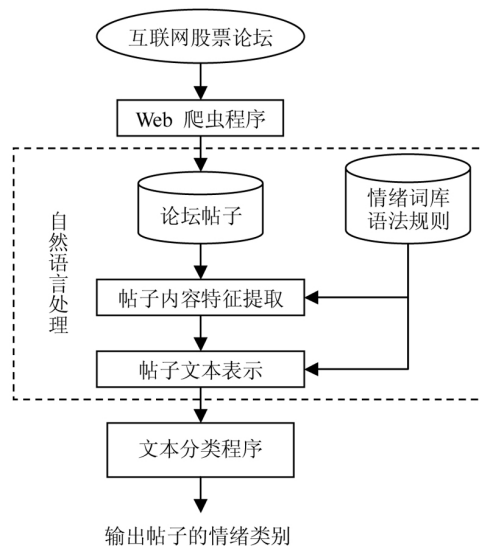 互联网股票论坛
Web 爬虫程序
自然语言处理
论坛帖子
情绪词库
语法规则
帖子内容特征提取
帖子文本表示
文本分类程序
输出帖子的情绪类别